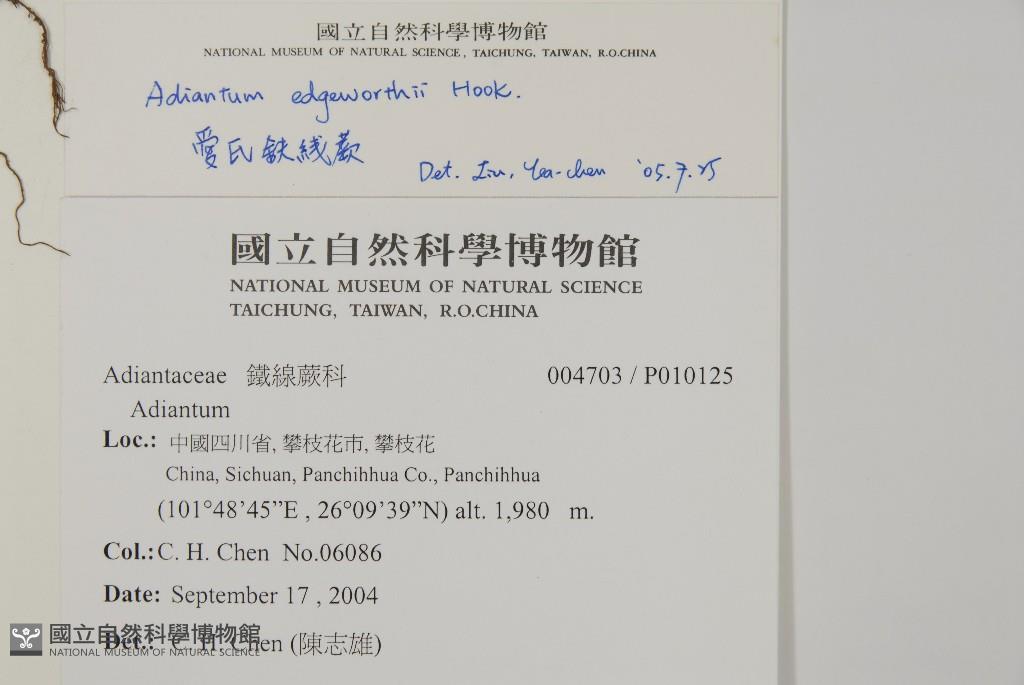 國立自然科學博物館
NATIONAL MUSEUM OF NATURAL SCIENCE, TAICHUNG, TAIWAN, R.O.CHINA
Adiantum edgeworthii Hook.
愛氏鉄线蕨
Det. Liu, Yea-chen '05.7.25
國立自然科學博物館
NATIONAL MUSEUM OF NATURAL SCIENCE
TAICHUNG, TAIWAN, R.O.CHINA
Adiantaceae 鐵線蕨科 004703 / P010125
Adiantum
Loc.: 中國四川省, 攀枝花市, 攀枝花
China, Sichuan, Panchihhua Co., Panchihhua
(101°48'45"E , 26°09'39"N) alt. 1,980 m.
Col.: C. H. Chen No.06086
Date: September 17 , 2004
Det.: C. H. Chen (陳志雄)
國立自然科學博物館
NATIONAL MUSEUM OF NATURAL SCIENCE